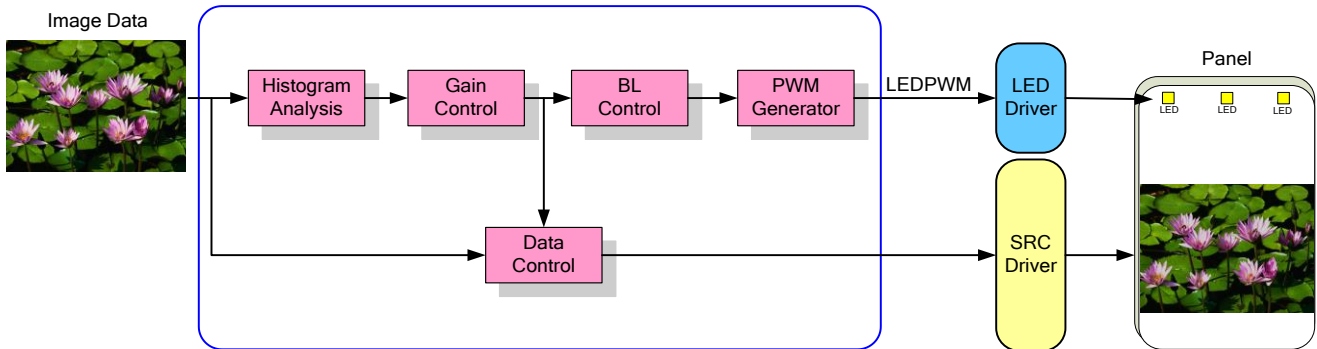 Image Data
Histogram
Analysis
Gain
Control
BL
Control
PWM
Generator
LEDPWM
LED
Driver
Panel
LED
LED
LED
Data
Control
SRC
Driver